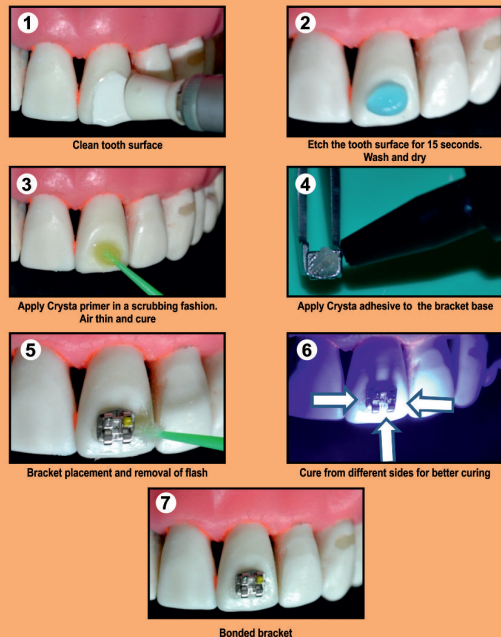 1
Clean tooth surface
2
Etch the tooth surface for 15 seconds.
Wash and dry
3
Apply Crysta primer in a scrubbing fashion.
Air thin and cure
4
Apply Crysta adhesive to the bracket base
5
Bracket placement and removal of flash
6
Cure from different sides for better curing
7
Bonded bracket